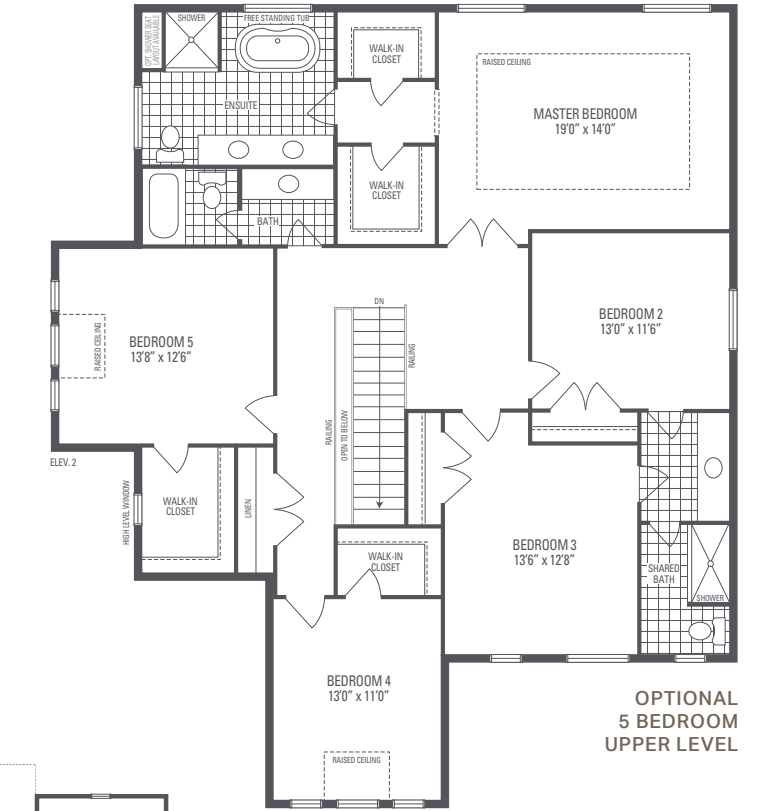 OPT. SHOWER SEAT
LAYOUT AVAILABLE
SHOWER
FREE STANDING TUB
WALK-IN
CLOSET
RAISED CEILING
MASTER BEDROOM
19'0" x 14'0"
ENSUITE
WALK-IN
CLOSET
BATH
DN
BEDROOM 2
13'0" x 11'6"
RAISED CEILING
BEDROOM 5
13'8" x 12'6"
RAILING
RAILING
OPEN TO BELOW
ELEV. 2
HIGH LEVEL WINDOW
WALK-IN
CLOSET
LINEN
WALK-IN
CLOSET
BEDROOM 3
13'6" x 12'8"
SHARED
BATH
SHOWER
BEDROOM 4
13'0" x 11'0"
RAISED CEILING
OPTIONAL
5 BEDROOM
UPPER LEVEL